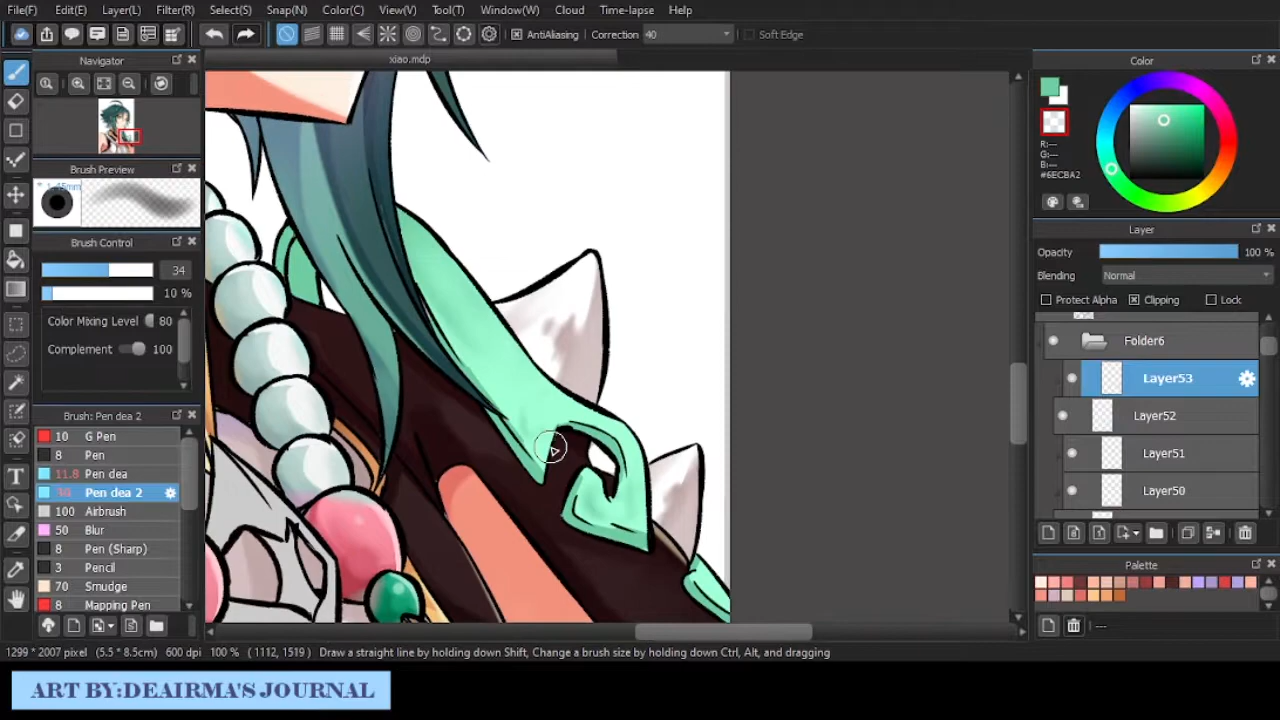 File(F) Edit(E) Layer(L) Filter(R) Select(S) Snap(N) Color(C) View(V) Tool(T) Window(W) Cloud Time-lapse Help
AntiAliasing Correction 40 Soft Edge
Navigator
xiao.mdp
Color
R:---
G:---
B:---
#6ECBA2
Brush Preview
Brush Control
34
10 %
Color Mixing Level 80
Complement 100
Layer
Opacity 100 %
Blending Normal
Protect Alpha Clipping Lock
Folder6
Layer53
Layer52
Layer51
Layer50
Brush: Pen dea 2
10 G Pen
8 Pen
11.8 Pen dea
Pen dea 2
100 Airbrush
50 Blur
8 Pen (Sharp)
3 Pencil
70 Smudge
8 Mapping Pen
Palette
---
1299 * 2007 pixel (5.5 * 8.5cm) 600 dpi 100 % ( 1112, 1519 ) Draw a straight line by holding down Shift, Change a brush size by holding down Ctrl, Alt, and dragging
ART BY:DEAIRMA'S JOURNAL